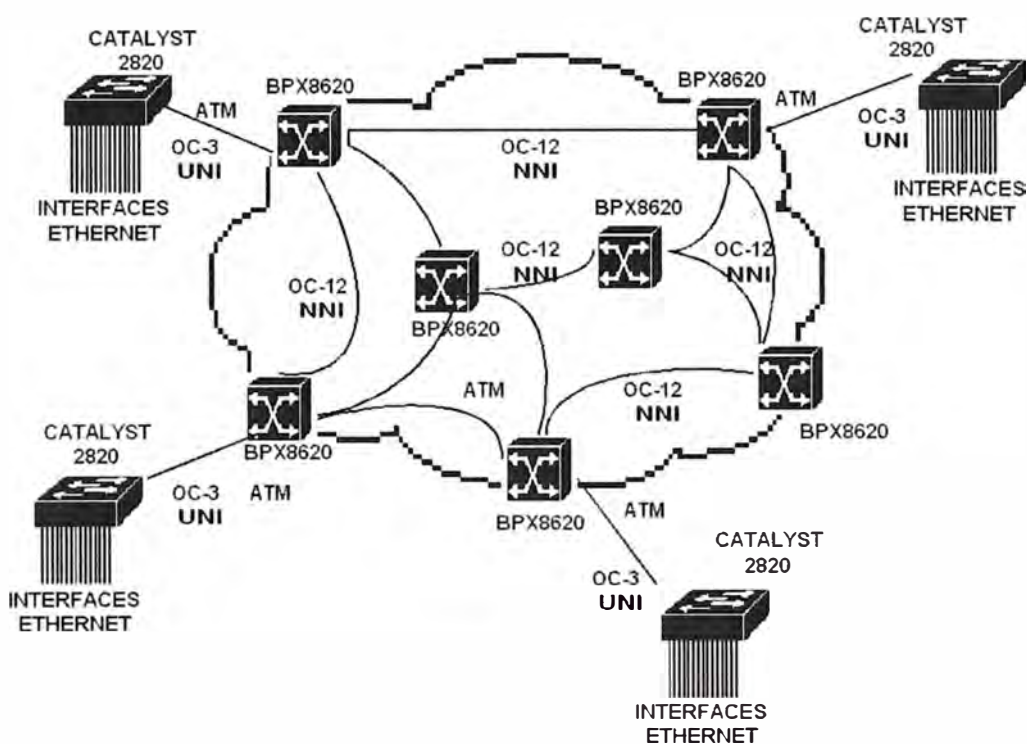 CATALYST
2820
ATM
OC-3
UNI
INTERFACES
ETHERNET
BPX8620
OC-12
NNI
BPX8620
ATM
CATALYST
2820
OC-3
UNI
INTERFACES
ETHERNET
BPX8620
OC-12
NNI
OC-12
NNI
OC-12
NNI
BPX8620
ATM
OC-12
NNI
BPX8620
BPX8620
CATALYST
2820
OC-3
UNI
ATM
INTERFACES
ETHERNET
BPX8620
ATM
OC-3
UNI
CATALYST
2820
INTERFACES
ETHERNET